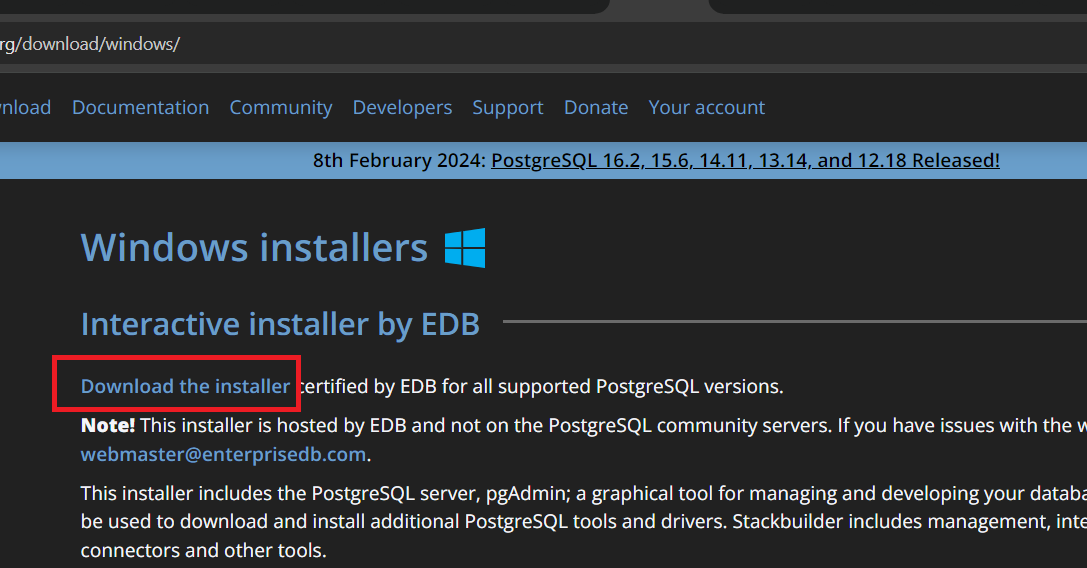 rg/download/windows/
nload Documentation Community Developers Support Donate Your account
8th February 2024: PostgreSQL 16.2, 15.6, 14.11, 13.14, and 12.18 Released!
Windows installers
Interactive installer by EDB
Download the installer certified by EDB for all supported PostgreSQL versions.
Note! This installer is hosted by EDB and not on the PostgreSQL community servers. If you have issues with the w
webmaster@enterprisedb.com.
This installer includes the PostgreSQL server, pgAdmin; a graphical tool for managing and developing your databa
be used to download and install additional PostgreSQL tools and drivers. Stackbuilder includes management, inte
connectors and other tools.